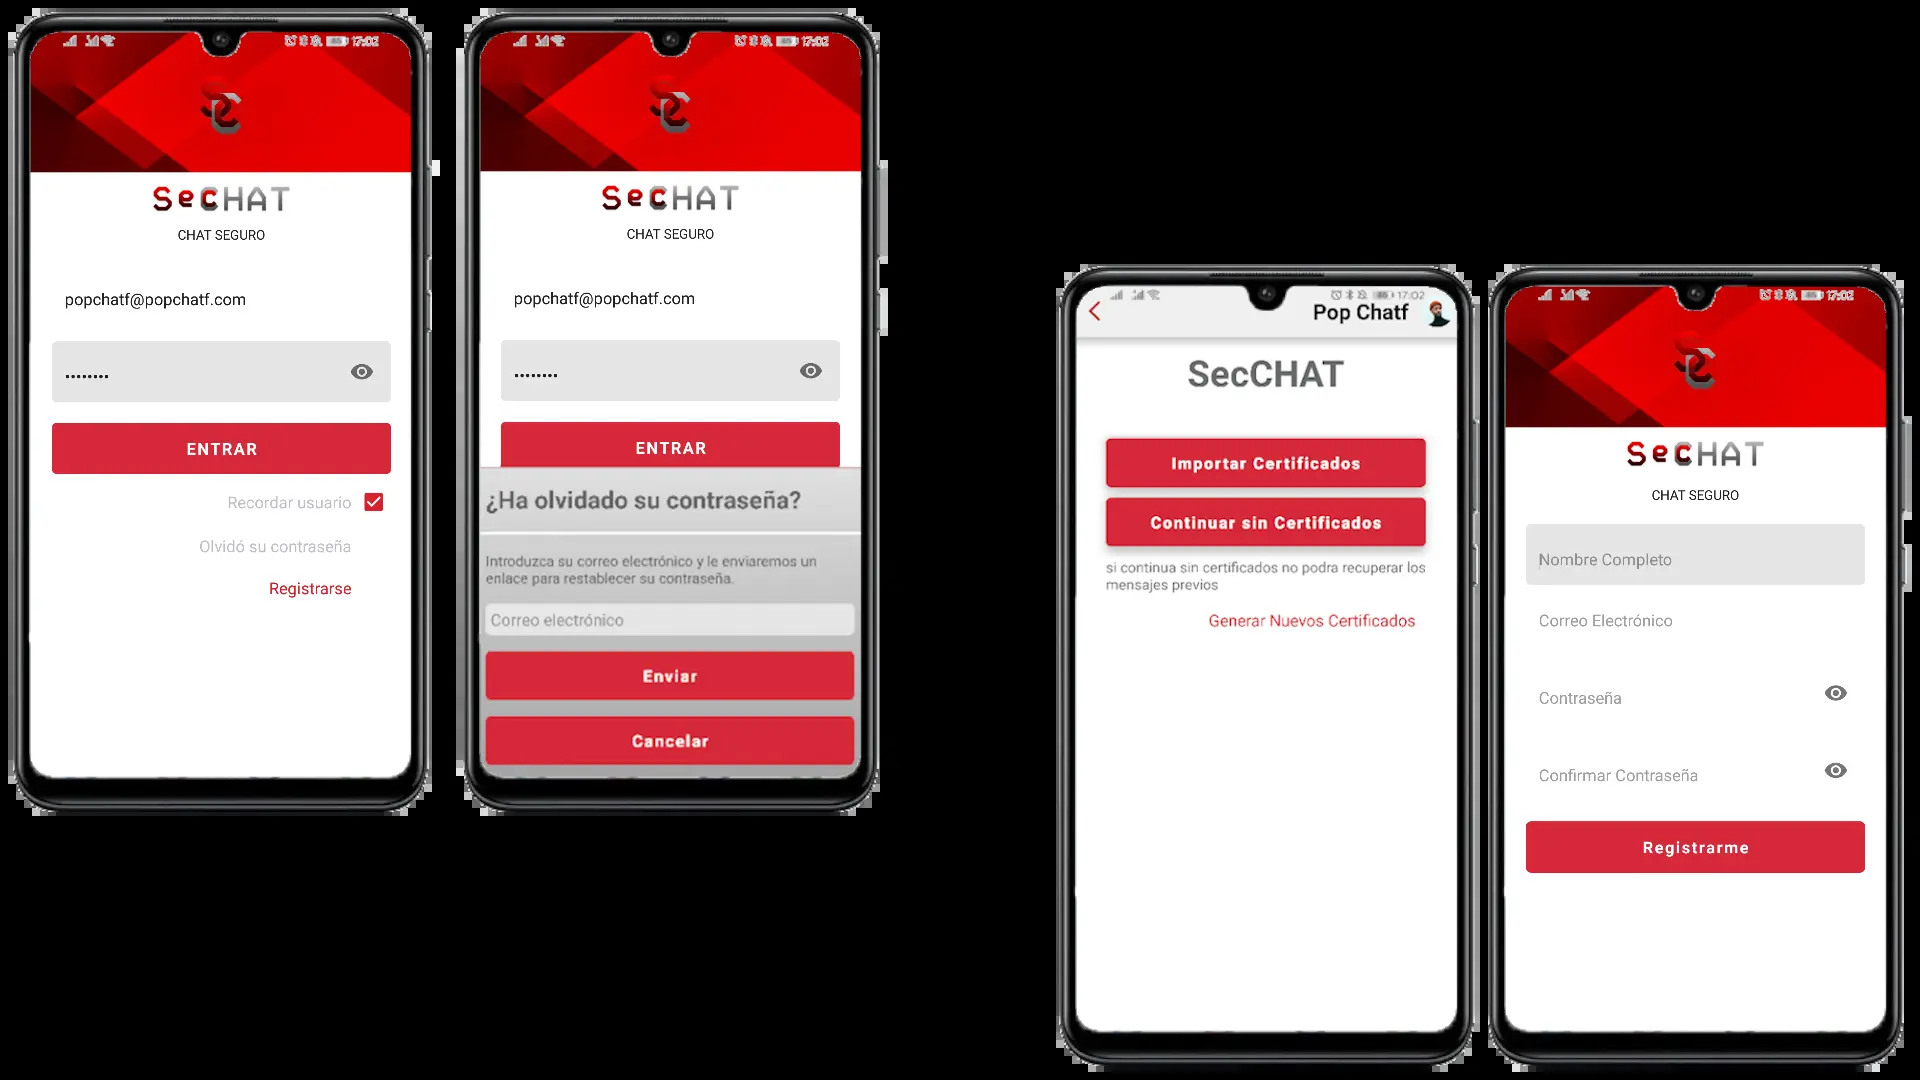 17:02
SeCHAT
CHAT SEGURO
popchatf@popchatf.com
••••••••
ENTRAR
Recordar usuario
Olvidó su contraseña
Registrarse
17:02
SeCHAT
CHAT SEGURO
popchatf@popchatf.com
••••••••
ENTRAR
¿Ha olvidado su contraseña?
Introduzca su correo electrónico y le enviaremos un
enlace para restablecer su contraseña.
Correo electrónico
Enviar
Cancelar
17:02
Pop Chatf
SecCHAT
Importar Certificados
Continuar sin Certificados
si continua sin certificados no podra recuperar los
mensajes previos
Generar Nuevos Certificados
17:02
SeCHAT
CHAT SEGURO
Nombre Completo
Correo Electrónico
Contraseña
Confirmar Contraseña
Registrarme